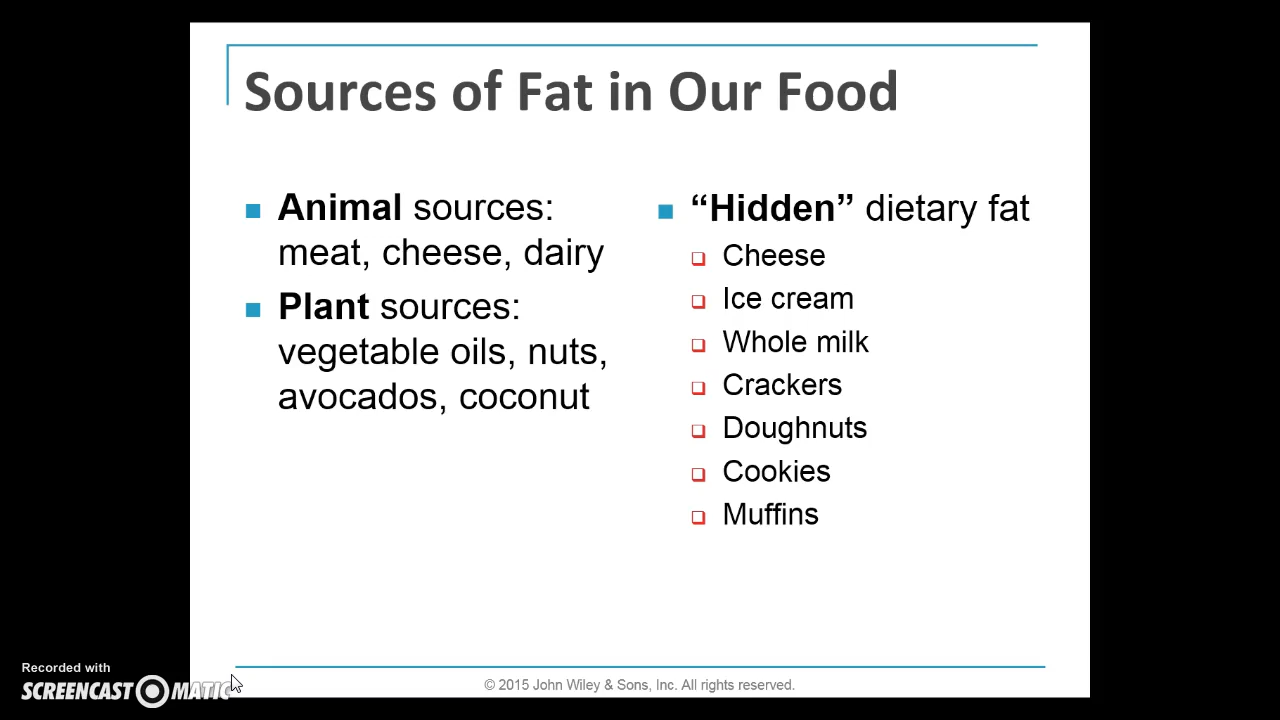 Sources of Fat in Our Food
Animal sources:
meat, cheese, dairy
Plant sources:
vegetable oils, nuts,
avocados, coconut
“Hidden” dietary fat
Cheese
Ice cream
Whole milk
Crackers
Doughnuts
Cookies
Muffins
© 2015 John Wiley & Sons, Inc. All rights reserved.
Recorded with
SCREENCAST MATIC